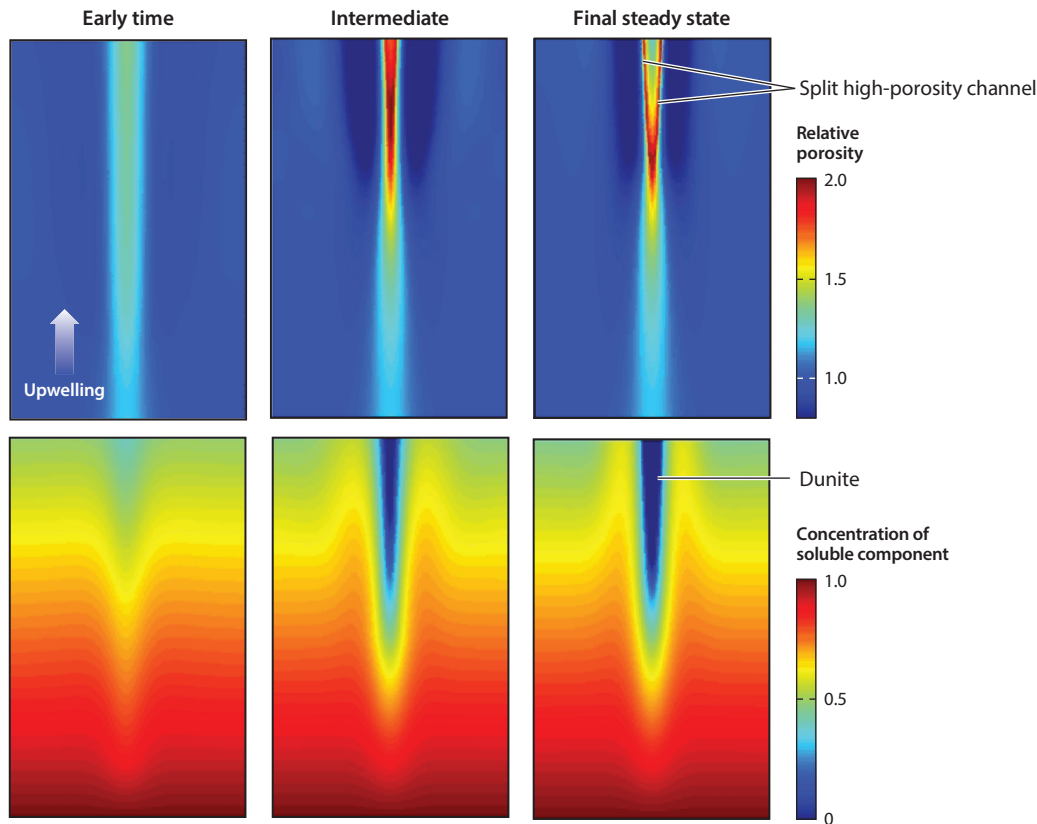 Early time
Intermediate
Final steady state
Split high-porosity channel
Relative
porosity
2.0
1.5
1.0
Upwelling
Dunite
Concentration of
soluble component
1.0
0.5
0